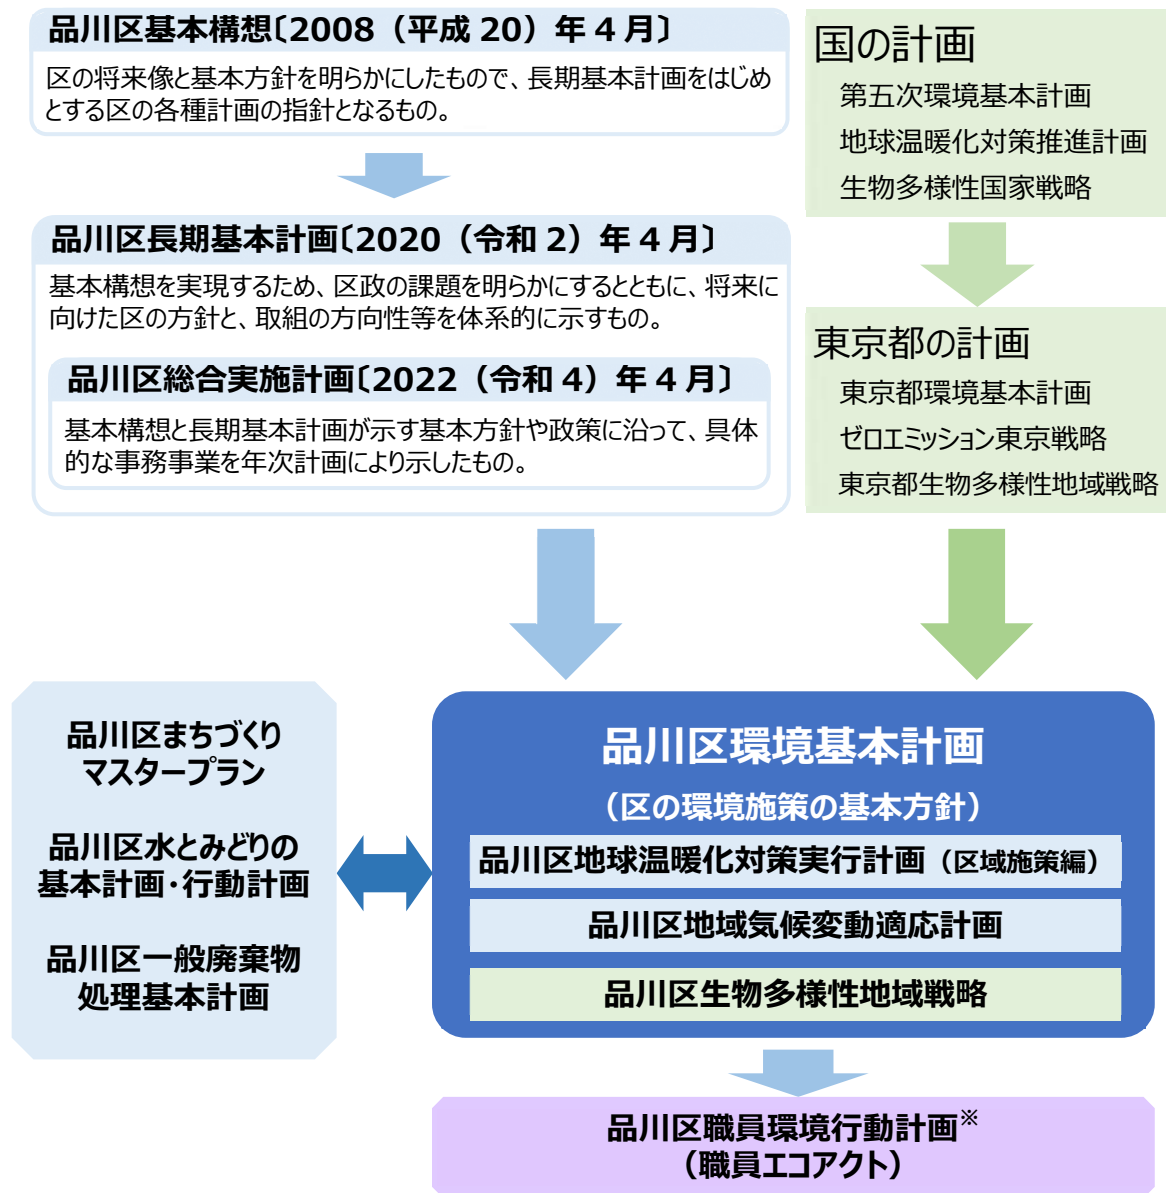 品川区基本構想〔2008（平成 20）年 4 月〕
区の将来像と基本方針を明らかにしたもので、長期基本計画をはじめ
とする区の各種計画の指針となるもの。
品川区長期基本計画〔2020（令和 2）年 4 月〕
基本構想を実現するため、区政の課題を明らかにするとともに、将来に
向けた区の方針と、取組の方向性等を体系的に示すもの。
品川区総合実施計画〔2022（令和 4）年 4 月〕
基本構想と長期基本計画が示す基本方針や政策に沿って、具体
的な事務事業を年次計画により示したもの。
国の計画
第五次環境基本計画
地球温暖化対策推進計画
生物多様性国家戦略
東京都の計画
東京都環境基本計画
ゼロエミッション東京戦略
東京都生物多様性地域戦略
品川区まちづくり
マスタープラン
品川区水とみどりの
基本計画・行動計画
品川区一般廃棄物
処理基本計画
品川区環境基本計画
（区の環境施策の基本方針）
品川区地球温暖化対策実行計画（区域施策編）
品川区地域気候変動適応計画
品川区生物多様性地域戦略
品川区職員環境行動計画※
（職員エコアクト）